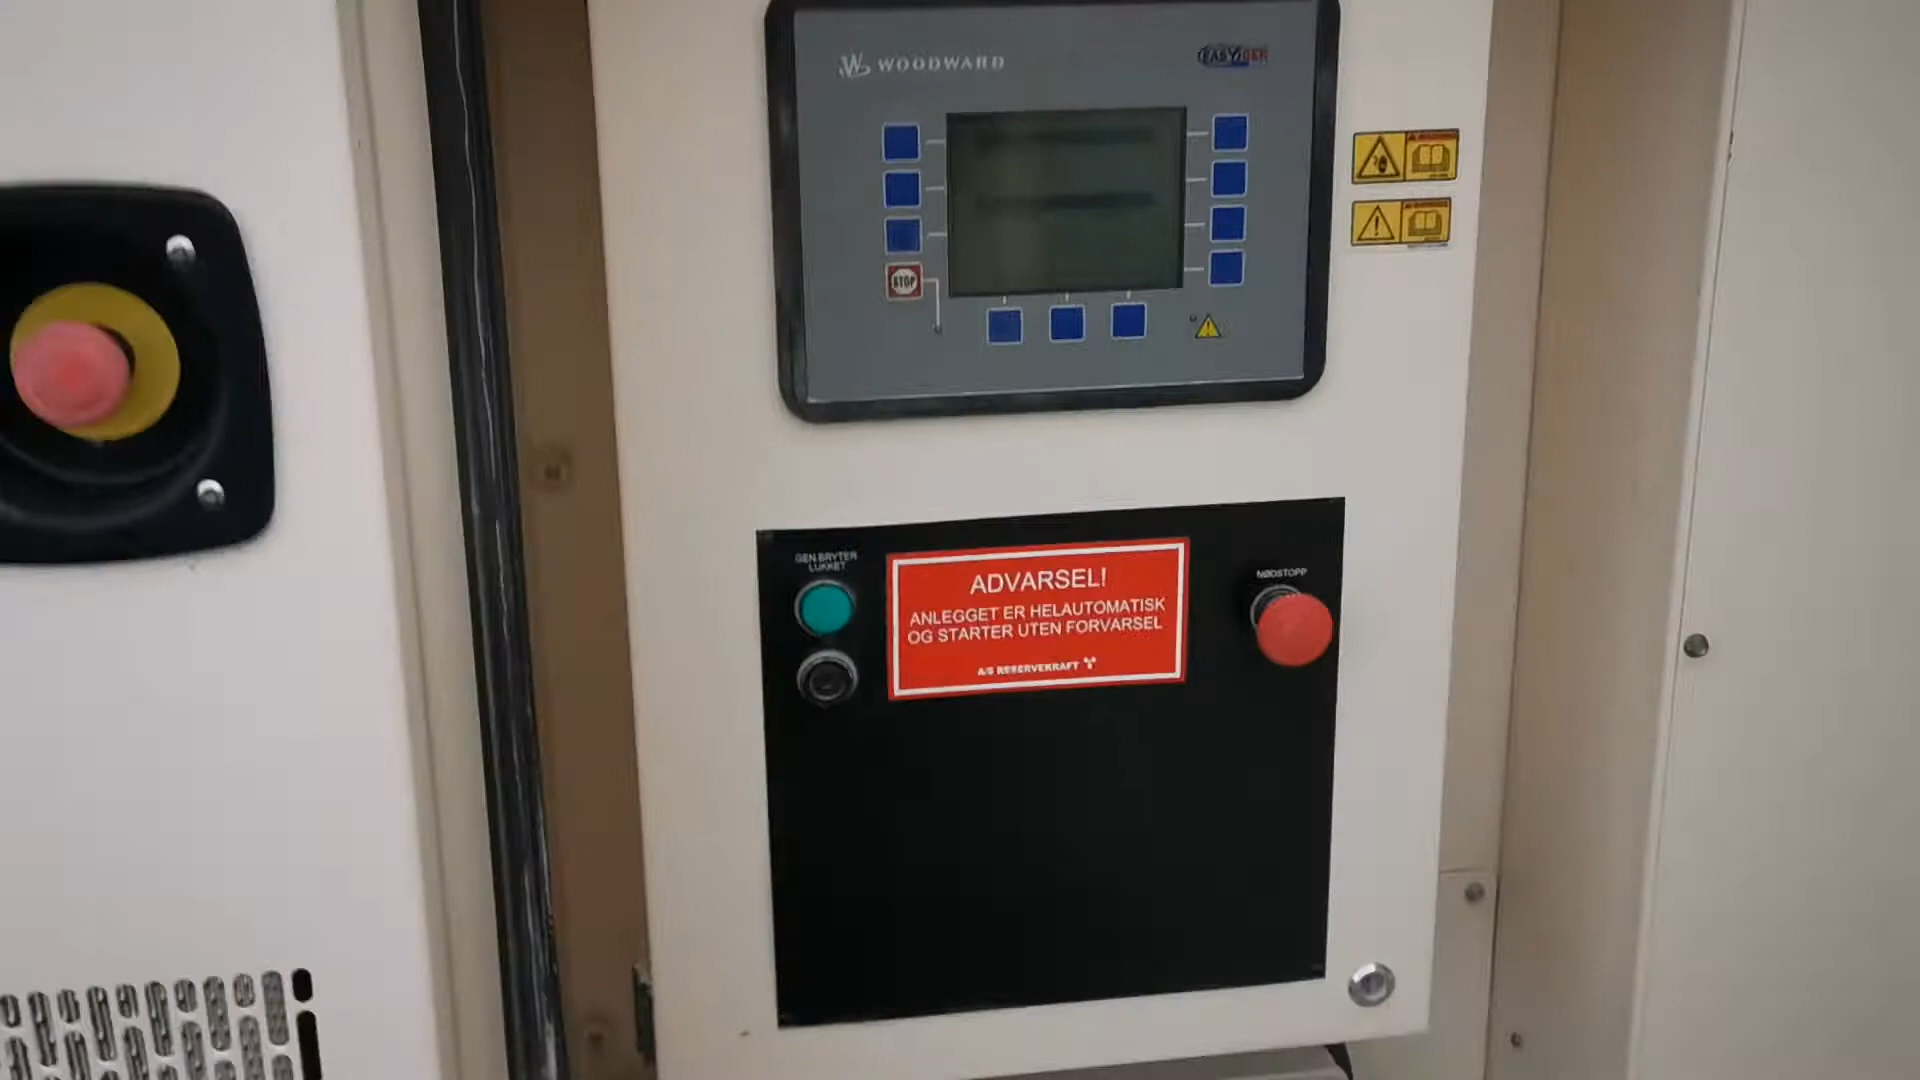 WOODWARD
EASYGEN
STOP
GEN.BRYTER
LUKKET
ADVARSEL!
ANLEGGET ER HELAUTOMATISK
OG STARTER UTEN FORVARSEL
A/S RESERVEKRAFT
NØDSTOPP